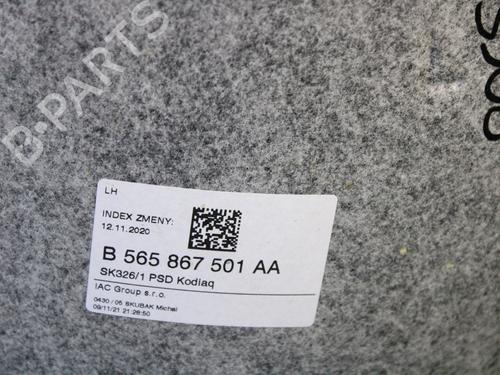 B-PARTS
LH
INDEX ZMENY:
12.11.2020
B 565 867 501 AA
SK326/1 PSD Kodiaq
IAC Group s.r.o.
0430 / 05 SKUBAK Michal
09/11/21 21:28:50